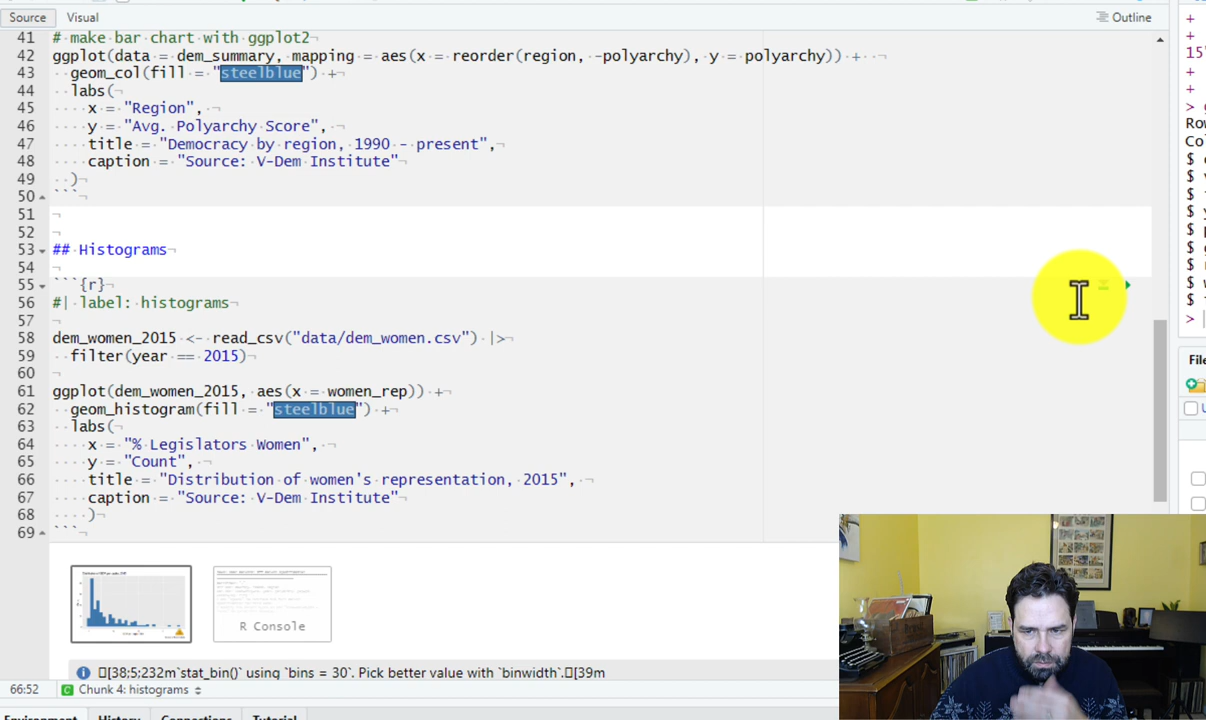 Source Visual Outline
41 # make bar chart with ggplot2
42 ggplot(data = dem_summary, mapping = aes(x = reorder(region, -polyarchy), y = polyarchy)) +
43 geom_col(fill = "steelblue") +
44 labs(
45 x = "Region",
46 y = "Avg. Polyarchy Score",
47 title = "Democracy by region, 1990 - present",
48 caption = "Source: V-Dem Institute"
49 )
50 ```
51
52
53 ## Histograms
54
55 ```{r}
56 #| label: histograms
57
58 dem_women_2015 <- read_csv("data/dem_women.csv") |>
59 filter(year == 2015)
60
61 ggplot(dem_women_2015, aes(x = women_rep)) +
62 geom_histogram(fill = "steelblue") +
63 labs(
64 x = "% Legislators Women",
65 y = "Count",
66 title = "Distribution of women's representation, 2015",
67 caption = "Source: V-Dem Institute"
68 )
69 ```
R Console
[38;5;232m`stat_bin()` using `bins = 30`. Pick better value with `binwidth`.[39m
66:52 Chunk 4: histograms
Environment History Connections Tutorial
+
+
15
+
+
>
Row
Col
$
$
$
$
$
$
$
$
$
>
File